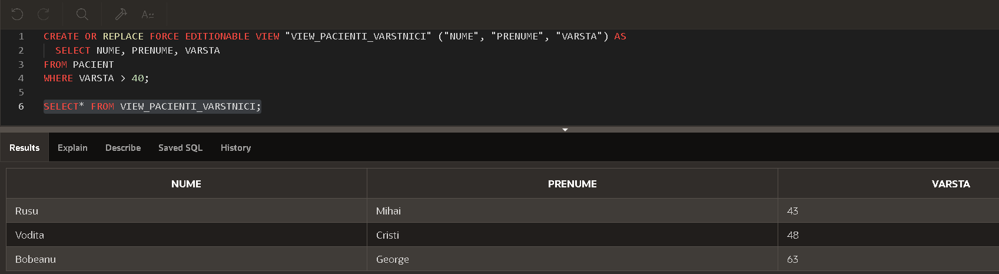 A
1 CREATE OR REPLACE FORCE EDITIONABLE VIEW "VIEW_PACIENTI_VARSTNICI" ("NUME", "PRENUME", "VARSTA") AS
2 SELECT NUME, PRENUME, VARSTA
3 FROM PACIENT
4 WHERE VARSTA > 40;
5
6 SELECT* FROM VIEW_PACIENTI_VARSTNICI;
Results Explain Describe Saved SQL History
NUME PRENUME VARSTA
Rusu Mihai 43
Vodita Cristi 48
Bobeanu George 63